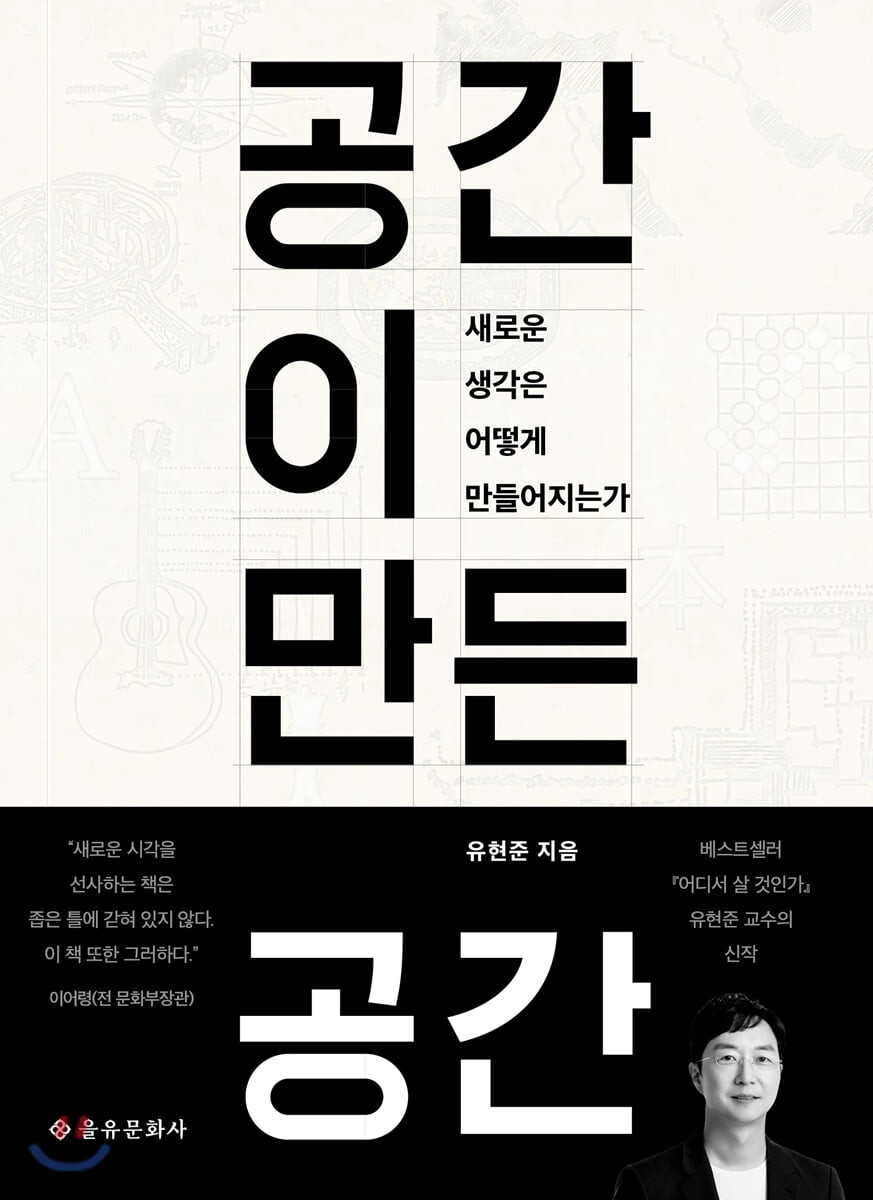 공간
이
새로운
생각은
어떻게
만들어지는가
만든
“새로운 시각을
선사하는 책은
좁은 틀에 갇혀 있지 않다.
이 책 또한 그러하다.”
이어령(전 문화부장관)
유현준 지음
공간
베스트셀러
『어디서 살 것인가』
유현준 교수의
신작
을유문화사
A
本